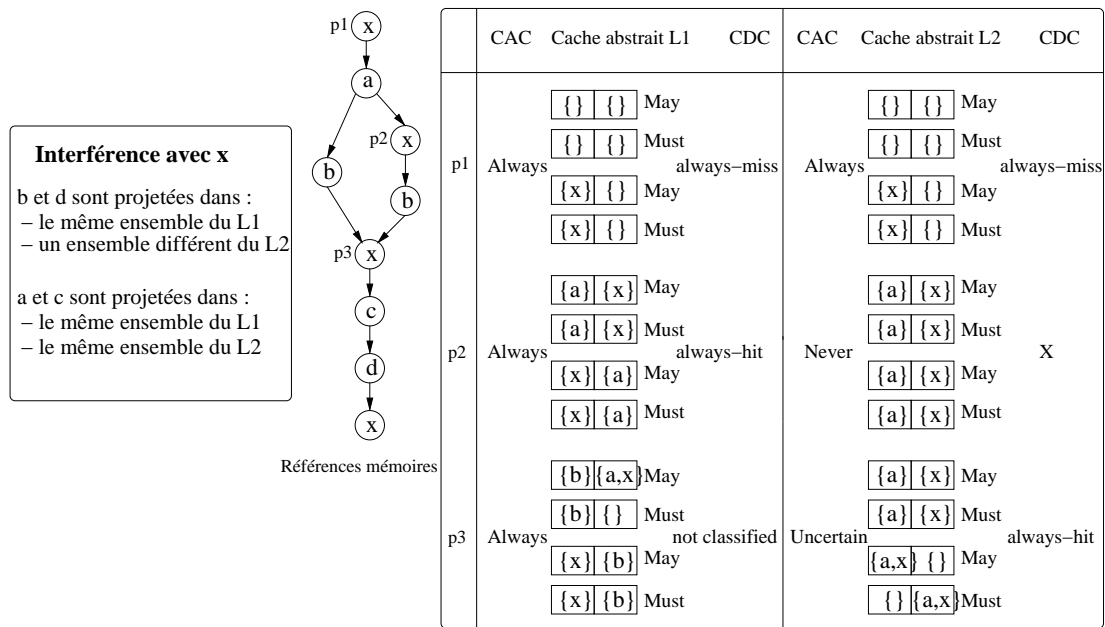 Interférence avec x
b et d sont projetées dans :
– le même ensemble du L1
– un ensemble différent du L2
a et c sont projetées dans :
– le même ensemble du L1
– le même ensemble du L2
p1 x
a
p2 x
b
b
p3 x
c
d
x
Références mémoires
CAC Cache abstrait L1 CDC CAC Cache abstrait L2 CDC
{} {} May {} {} May
{} {} Must {} {} Must
p1 Always always−miss Always always−miss
{x} {} May {x} {} May
{x} {} Must {x} {} Must
{a} {x} May {a} {x} May
{a} {x} Must {a} {x} Must
p2 Always always−hit Never X
{x} {a} May {a} {x} May
{x} {a} Must {a} {x} Must
{b} {a,x} May {a} {x} May
{b} {} Must {a} {x} Must
p3 Always not classified Uncertain always−hit
{x} {b} May {a,x} {} May
{x} {b} Must {} {a,x} Must